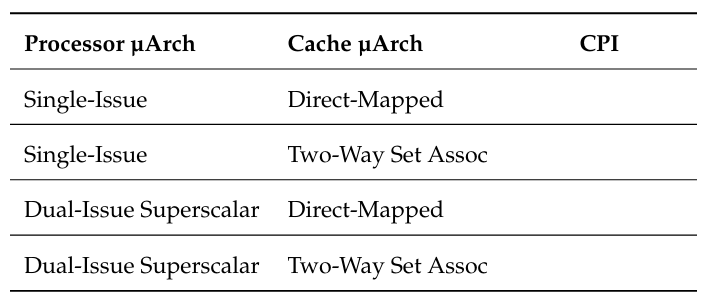 Processor µArch Cache µArch CPI
Single-Issue Direct-Mapped
Single-Issue Two-Way Set Assoc
Dual-Issue Superscalar Direct-Mapped
Dual-Issue Superscalar Two-Way Set Assoc